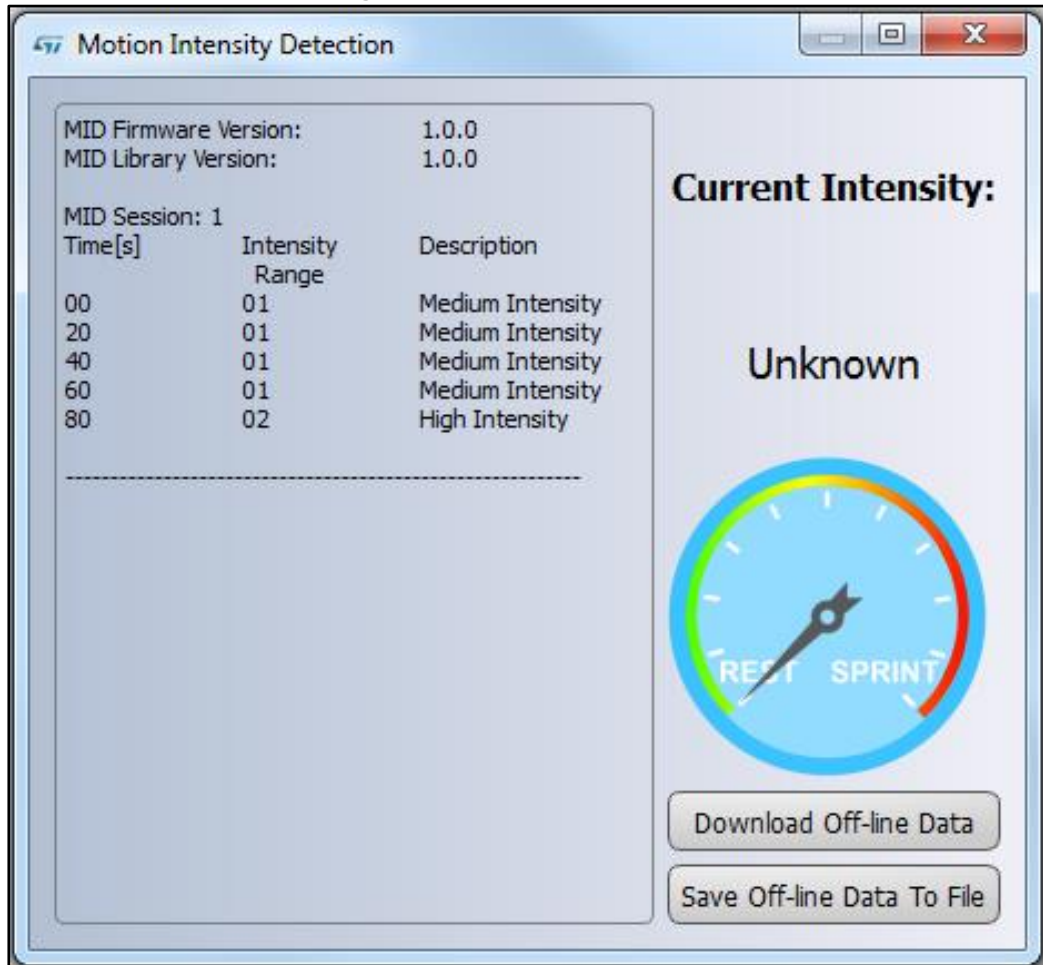 Motion Intensity Detection
MID Firmware Version: 1.0.0
MID Library Version: 1.0.0
MID Session: 1
Time[s] Intensity Description
Range
00 01 Medium Intensity
20 01 Medium Intensity
40 01 Medium Intensity
60 01 Medium Intensity
80 02 High Intensity
------------------------------------------------------------
Current Intensity:
Unknown
REST SPRINT
Download Off-line Data
Save Off-line Data To File